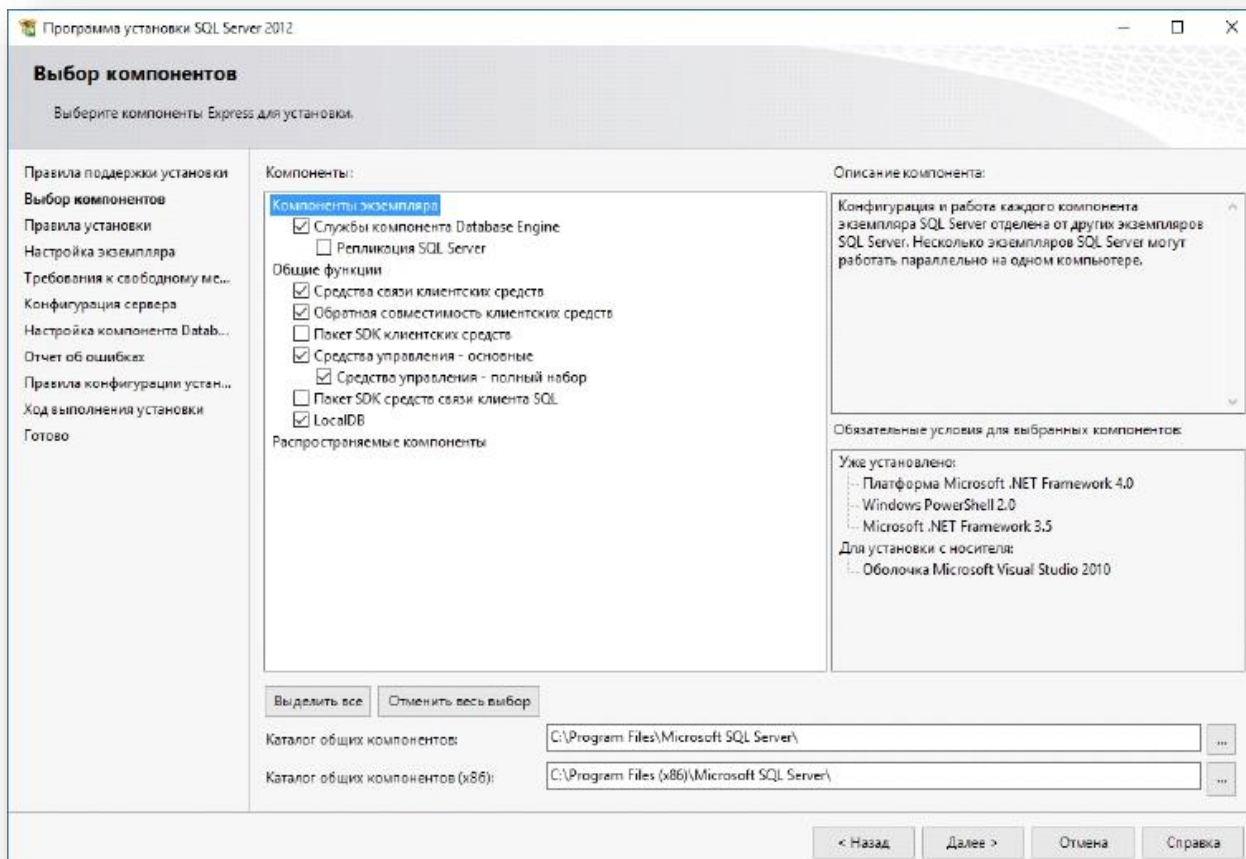 Программа установки SQL Server 2012
Выбор компонентов
Выберите компоненты Express для установки.
Правила поддержки установки
Выбор компонентов
Правила установки
Настройка экземпляра
Требования к свободному ме...
Конфигурация сервера
Настройка компонента Datab...
Отчет об ошибках
Правила конфигурации устан...
Ход выполнения установки
Готово
Компоненты:
Компоненты экземпляра
Службы компонента Database Engine
Репликация SQL Server
Общие функции
Средства связи клиентских средств
Обратная совместимость клиентских средств
Пакет SDK клиентских средств
Средства управления - основные
Средства управления - полный набор
Пакет SDK средств связи клиента SQL
LocalDB
Распространяемые компоненты
Описание компонента:
Конфигурация и работа каждого компонента
экземпляра SQL Server отделена от других экземпляров
SQL Server. Несколько экземпляров SQL Server могут
работать параллельно на одном компьютере.
Обязательные условия для выбранных компонентов:
Уже установлено:
Платформа Microsoft .NET Framework 4.0
Windows PowerShell 2.0
Microsoft .NET Framework 3.5
Для установки с носителя:
Оболочка Microsoft Visual Studio 2010
Выделить все
Отменить весь выбор
Каталог общих компонентов:
C:\Program Files\Microsoft SQL Server\
...
Каталог общих компонентов (x86):
C:\Program Files (x86)\Microsoft SQL Server\
...
< Назад
Далее >
Отмена
Справка